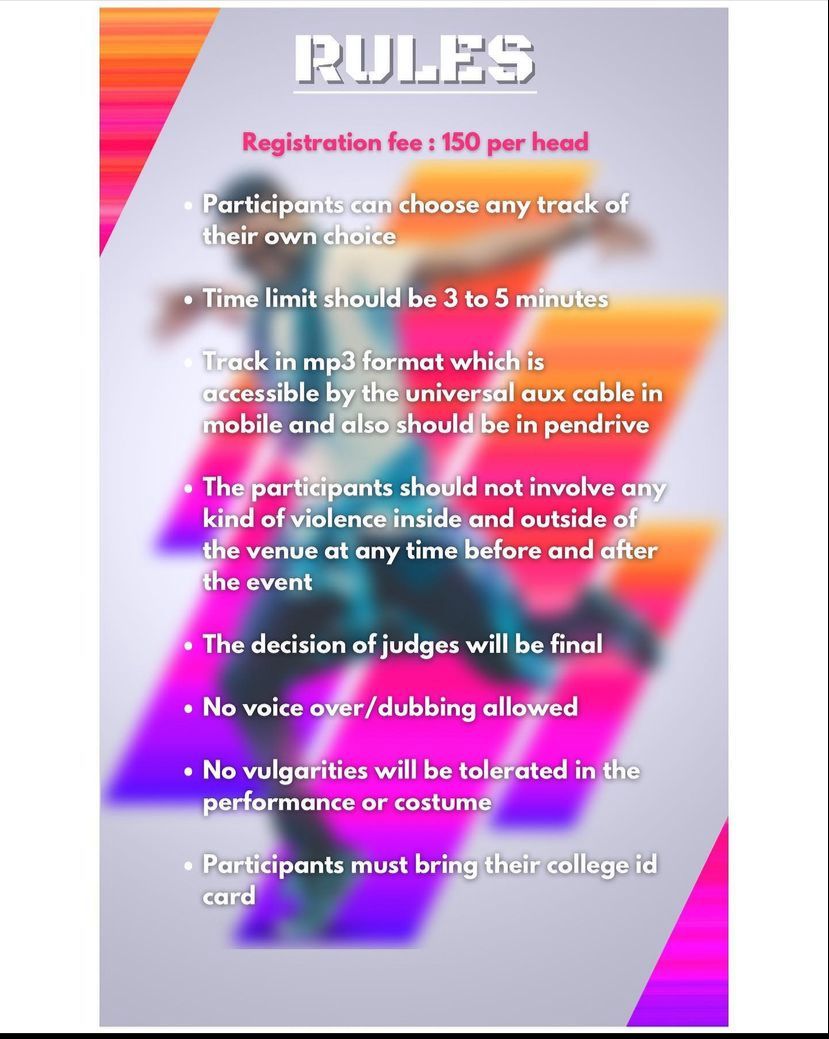 RULES
Registration fee : 150 per head
• Participants can choose any track of
their own choice
• Time limit should be 3 to 5 minutes
• Track in mp3 format which is
accessible by the universal aux cable in
mobile and also should be in pendrive
• The participants should not involve any
kind of violence inside and outside of
the venue at any time before and after
the event
• The decision of judges will be final
• No voice over/dubbing allowed
• No vulgarities will be tolerated in the
performance or costume
• Participants must bring their college id
card